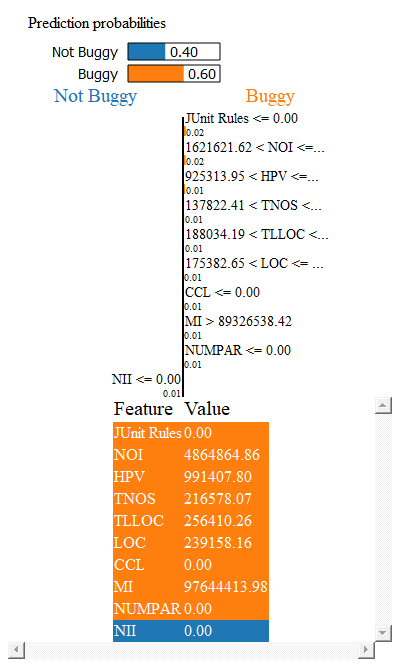 Prediction probabilities
Not Buggy 0.40
Buggy 0.60
Not Buggy Buggy
JUnit Rules <= 0.00
0.02
1621621.62 < NOI <=...
0.02
925313.95 < HPV <=...
0.01
137822.41 < TNOS <...
0.01
188034.19 < TLLOC <...
0.01
175382.65 < LOC <= ...
0.01
CCL <= 0.00
0.01
MI > 89326538.42
0.01
NUMPAR <= 0.00
0.01
NII <= 0.00
0.01
Feature Value
JUnit Rules 0.00
NOI 4864864.86
HPV 991407.80
TNOS 216578.07
TLLOC 256410.26
LOC 239158.16
CCL 0.00
MI 97644413.98
NUMPAR 0.00
NII 0.00